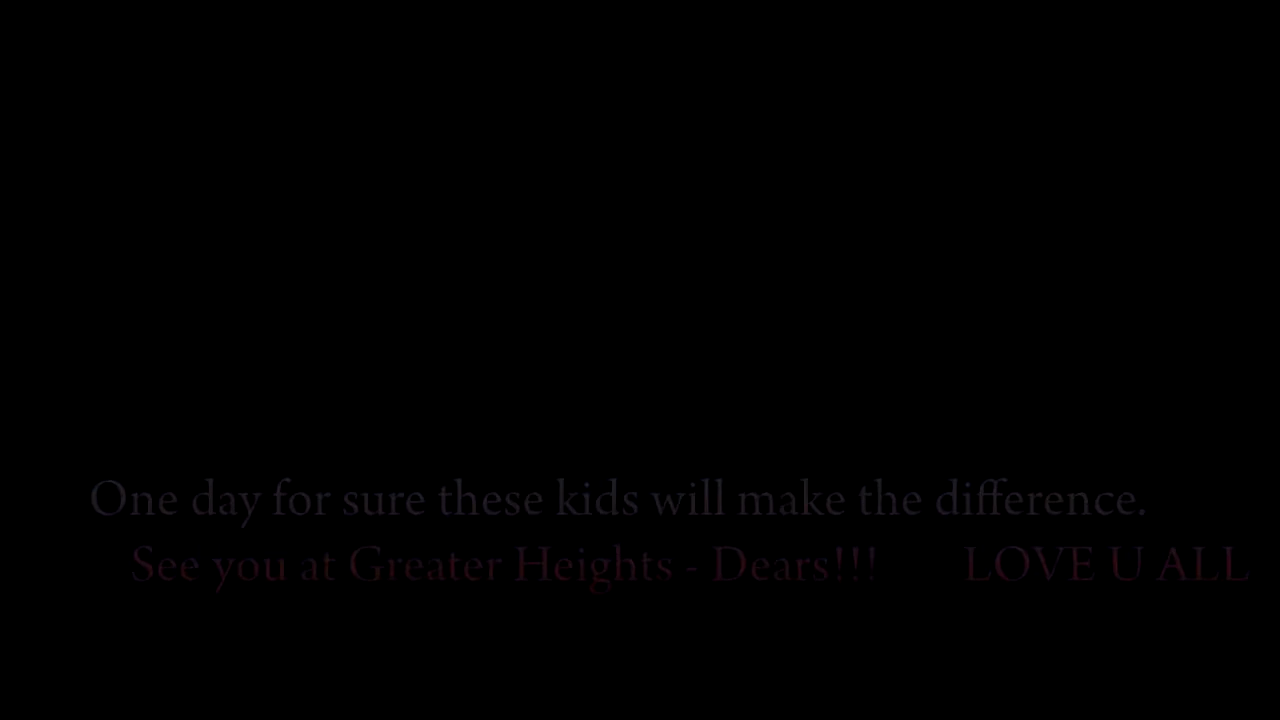 One day for sure these kids will make the difference.
See you at Greater Heights - Dears!!! LOVE U ALL